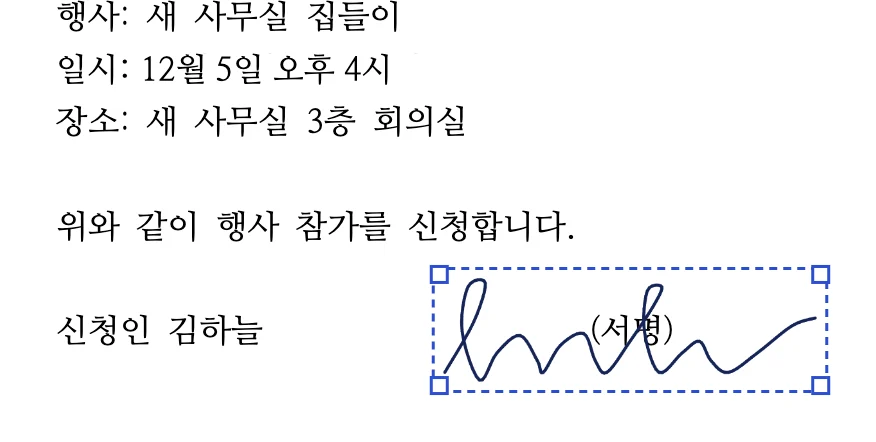 행사: 새 사무실 집들이
일시: 12월 5일 오후 4시
장소: 새 사무실 3층 회의실
위와 같이 행사 참가를 신청합니다.
신청인 김하늘 (서명)